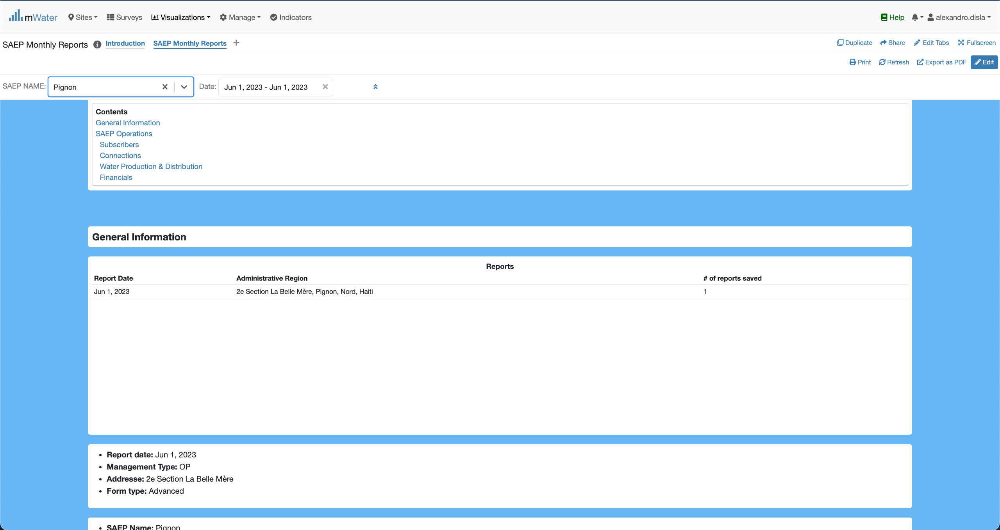 mWater Sites Surveys Visualizations Manage Indicators Help alexandro.disla
SAEP Monthly Reports Introduction SAEP Monthly Reports Duplicate Share Edit Tabs Fullscreen
Print Refresh Export as PDF Edit
SAEP NAME: Pignon Date: Jun 1, 2023 - Jun 1, 2023
Contents
General Information
SAEP Operations
Subscribers
Connections
Water Production & Distribution
Financials
General Information
Reports
Report Date Administrative Region # of reports saved
Jun 1, 2023 2e Section La Belle Mère, Pignon, Nord, Haiti 1
• Report date: Jun 1, 2023
• Management Type: OP
• Addresse: 2e Section La Belle Mère
• Form type: Advanced
• SAEP Name: Pignon